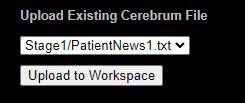 Upload Existing Cerebrum File
Stage1/PatientNews1.txt
Upload to Workspace